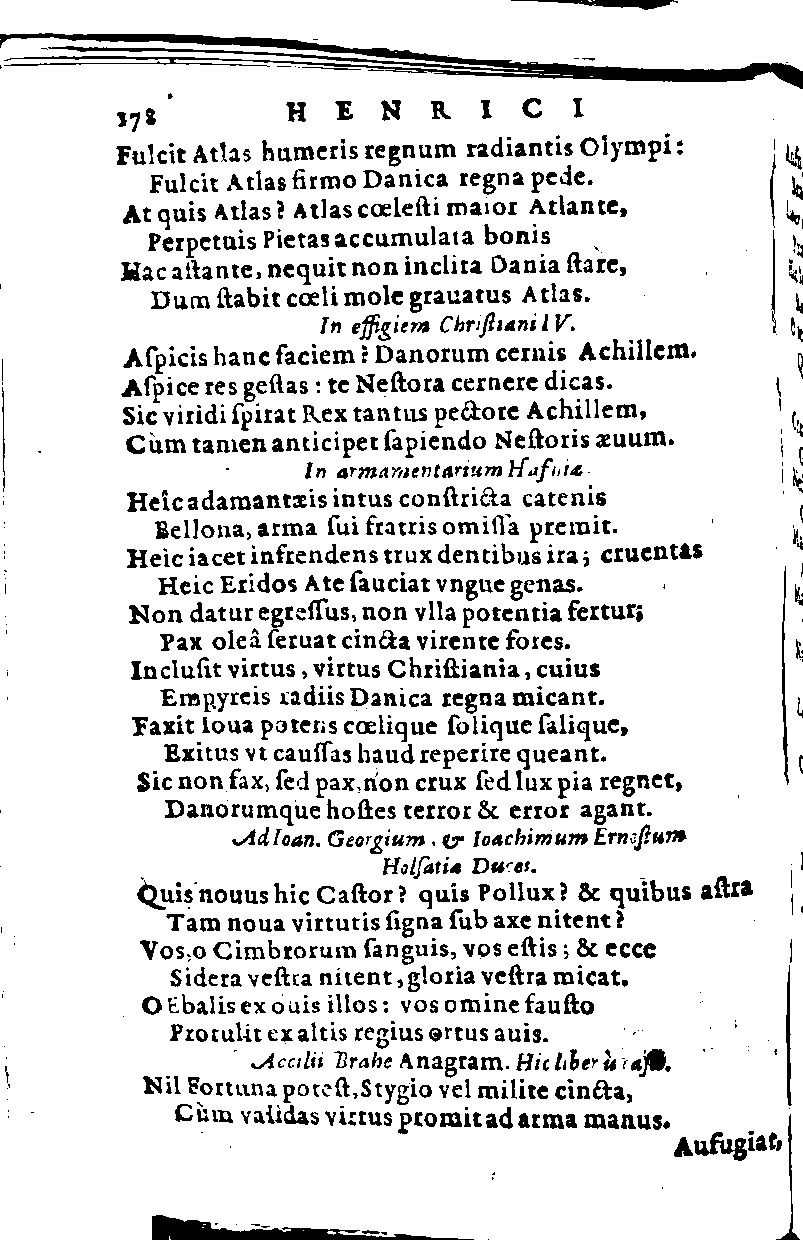 378 HENRICI
Fulcit Atlas humeris regnum radiantis Olympi:
Fulcit Atlas firmo Danica regna pede.
At quis Atlas? Atlas cœleſti maior Atlante,
Perpetuis Pietas accumulata bonis
Hac aſtante, nequit non inclita Dania ſtare,
Dum ſtabit cœli mole grauatus Atlas.
In effigiem Chriſtiani IV.
Aſpicis hanc faciem? Danorum cernis Achillem.
Aſpice res geſtas: te Neſtora cernere dicas.
Sic viridi ſpirat Rex tantus pectore Achillem,
Cùm tamen anticipet ſapiendo Neſtoris æuum.
In armamentarium Hafniæ.
Heîc adamantæis intus conſtricta catenis
Bellona, arma ſui fratris omiſſa premit.
Heic iacet infrendens trux dentibus ira; cruentas
Heic Eridos Ate ſauciat vngue genas.
Non datur egreſſus, non vlla potentia fertur;
Pax oleâ ſeruat cincta virente fores.
Incluſit virtus, virtus Chriſtiania, cuius
Empyreis radiis Danica regna micant.
Faxit Ioua potens cœlique ſolique ſalique,
Exitus vt cauſſas haud reperire queant.
Sic non fax, ſed pax, non crux ſed lux pia regnet,
Danorumque hoſtes terror & error agant.
Ad Ioan. Georgium, & Ioachimum Erneſtum
Holſatiæ Duces.
Quis nouus hic Caſtor? quis Pollux? & quibus aſtra
Tam noua virtutis ſigna ſub axe nitent?
Vos, o Cimbrorum ſanguis, vos eſtis; & ecce
Sidera veſtra nitent, gloria veſtra micat.
OEbalis ex ouis illos: vos omine fauſto
Protulit ex altis regius ortus auis.
Accilii Brahe Anagram. Hic liber
Nil Fortuna poteſt, Stygio vel milite cincta,
Cùm validas virtus promit ad arma manus.
Aufugiat,